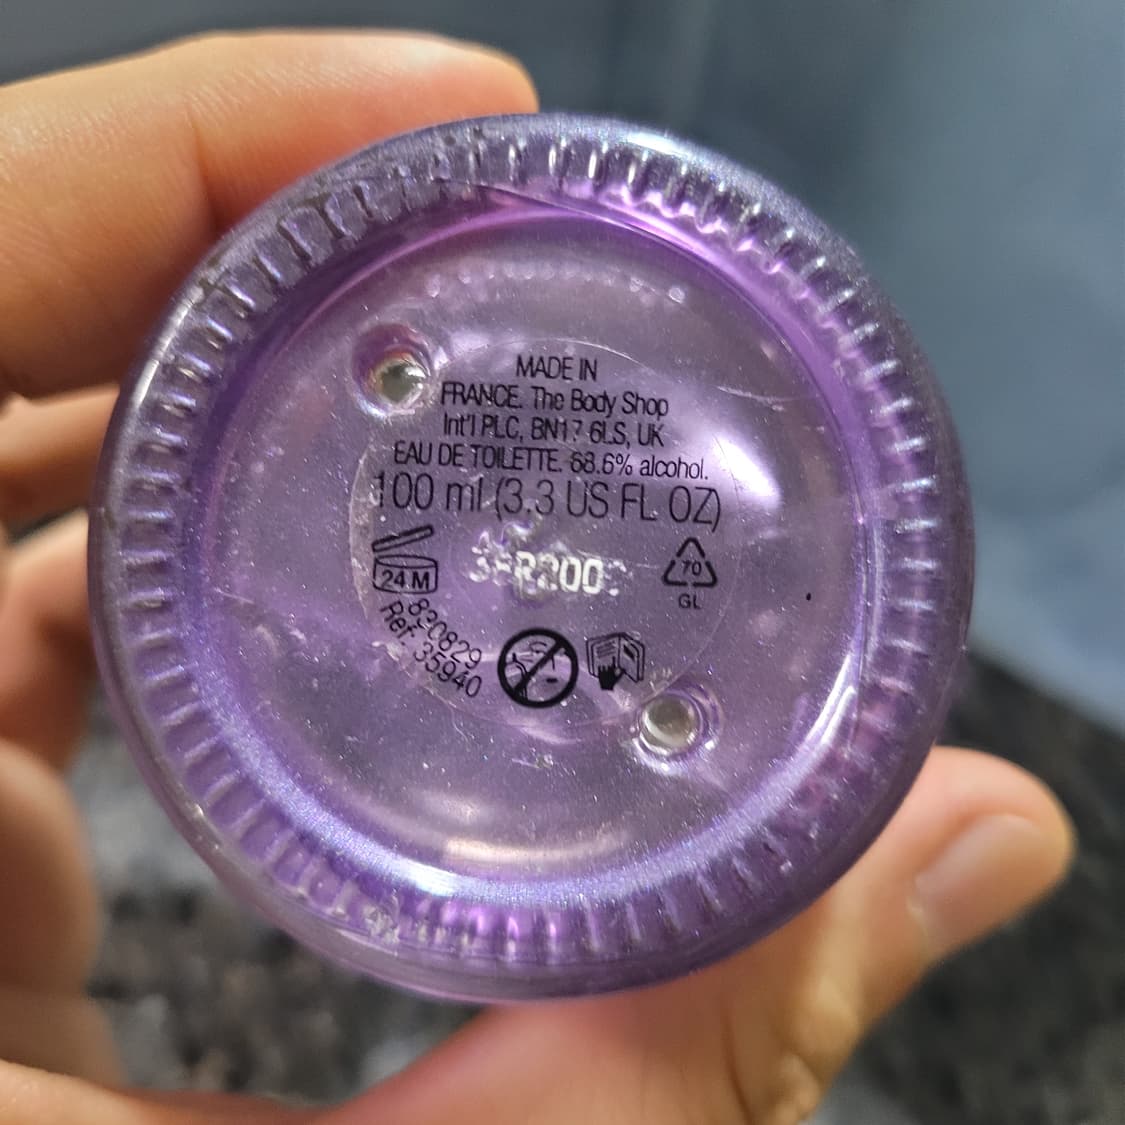 MADE IN
FRANCE. The Body Shop
Int'l PLC, BN17 6LS, UK
EAU DE TOILETTE. 68.6% alcohol.
100 ml (3.3 US FL OZ)
24 M
70
GL
820829
Ref. 35940